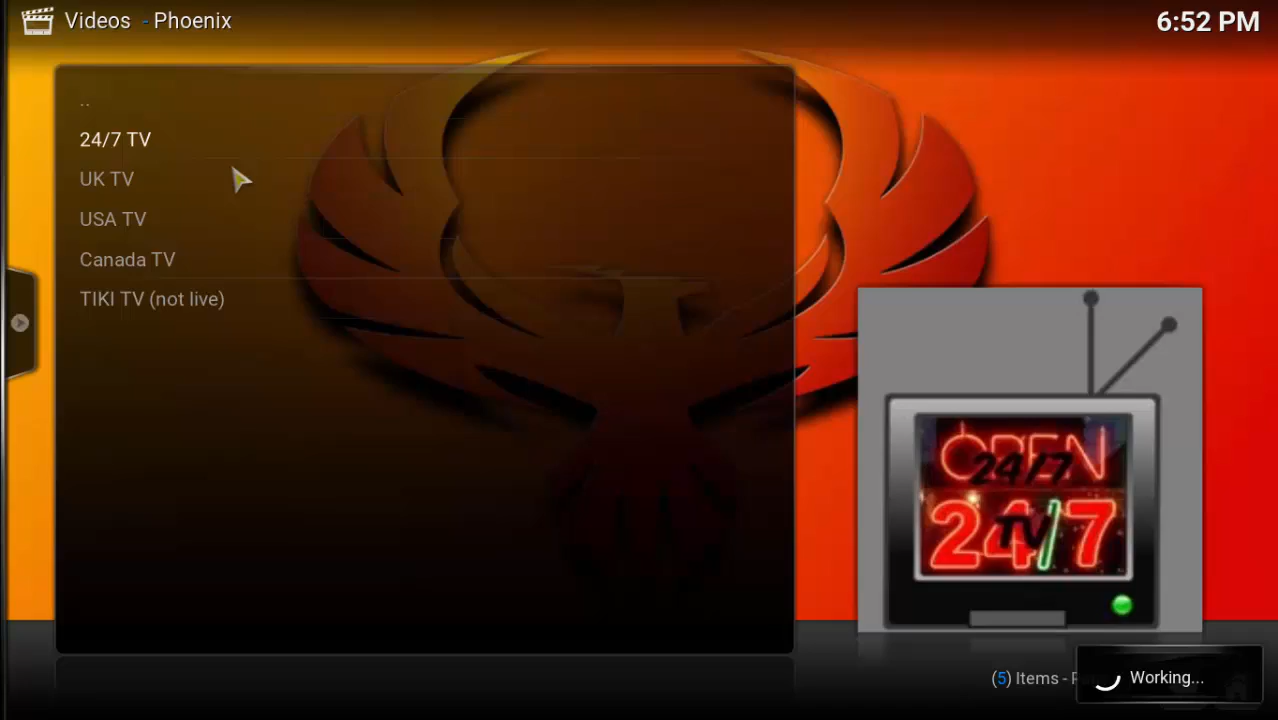 Videos - Phoenix
6:52 PM
..
24/7 TV
UK TV
USA TV
Canada TV
TIKI TV (not live)
OPEN
24/7
24/7
TV
(5) Items -
Working...